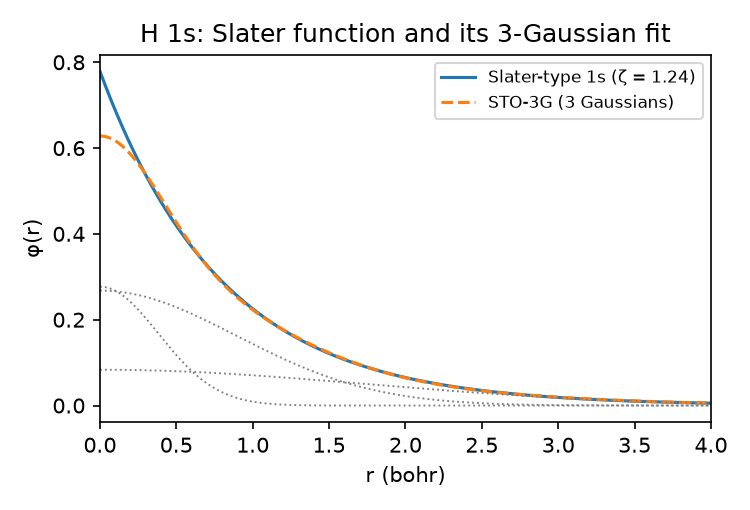 H 1s: Slater function and its 3-Gaussian fit
Slater-type 1s (ζ = 1.24)
STO-3G (3 Gaussians)
φ(r)
0.8
0.6
0.4
0.2
0.0
0.0 0.5 1.0 1.5 2.0 2.5 3.0 3.5 4.0
r (bohr)